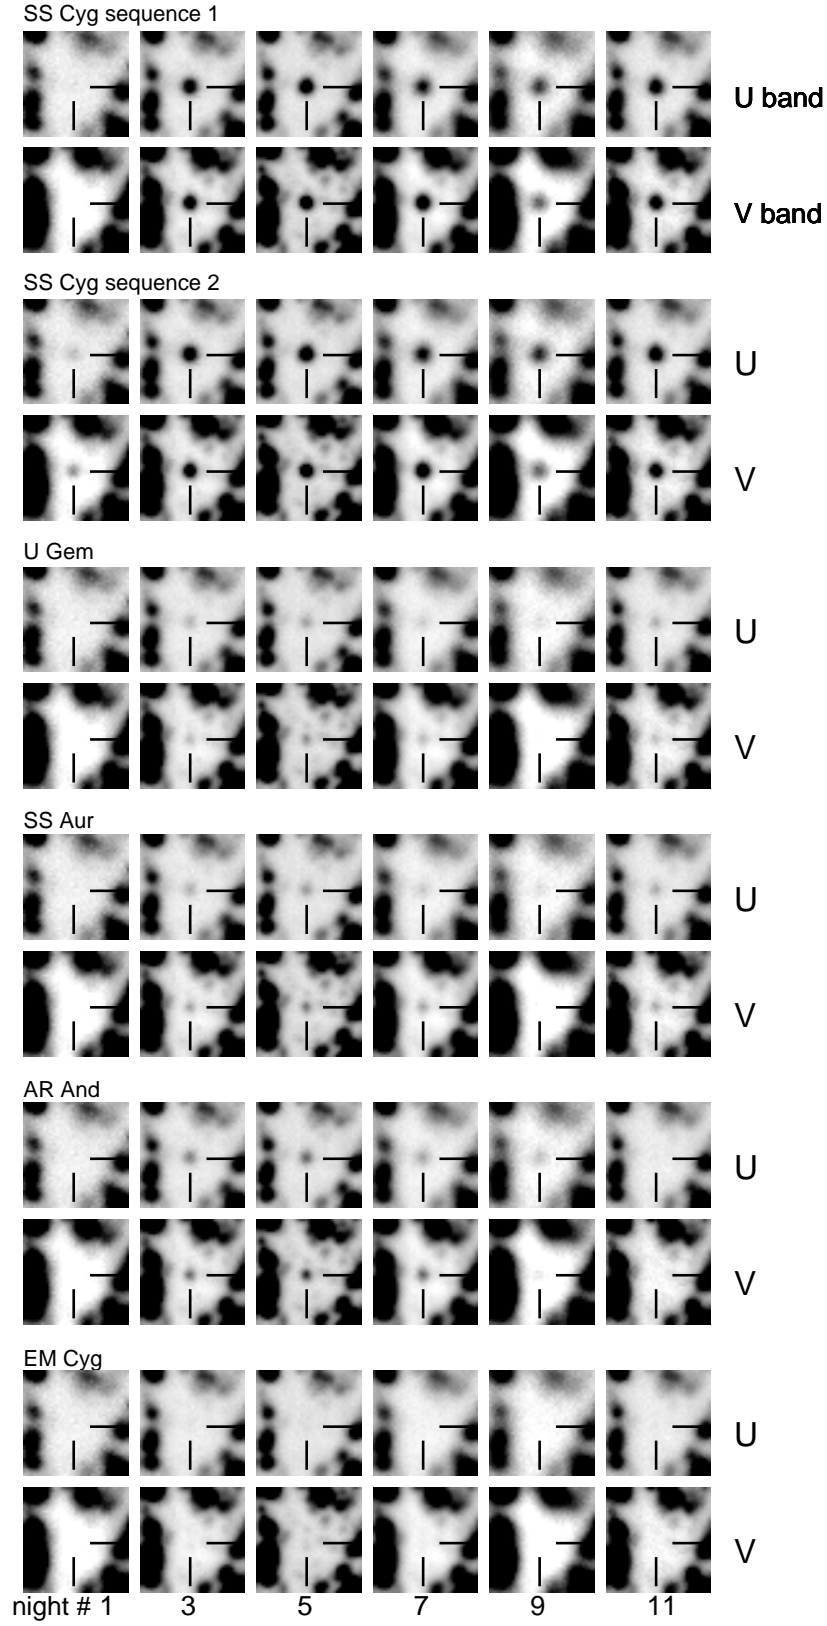 SS Cyg sequence 1
U band
V band
SS Cyg sequence 2
U
V
U Gem
U
V
SS Aur
U
V
AR And
U
V
EM Cyg
U
V
night # 1 3 5 7 9 11